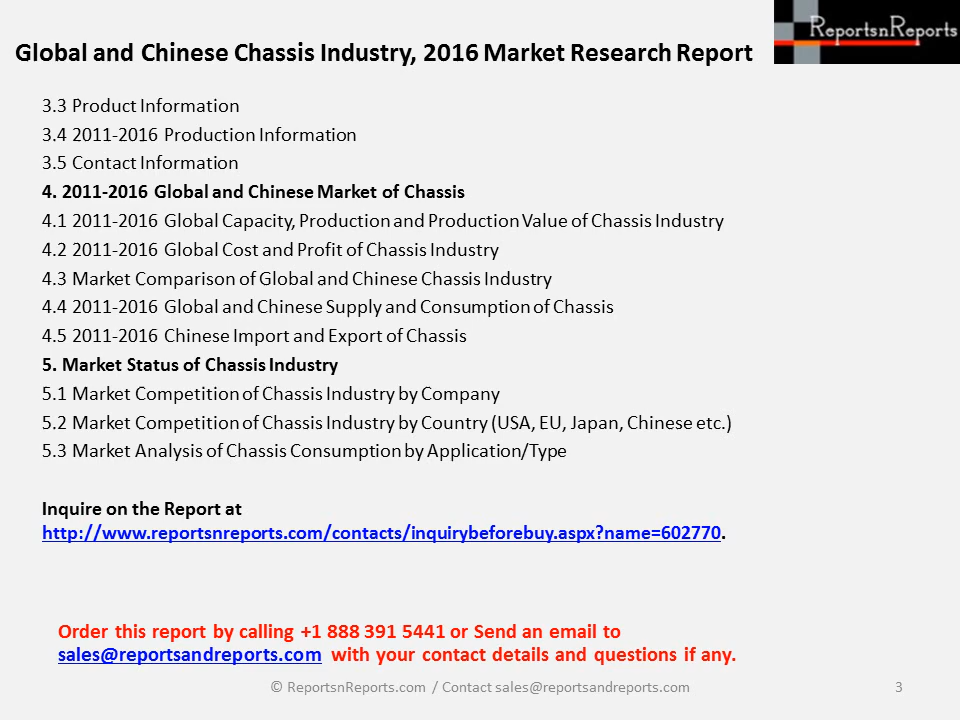 ReportsnReports
Global and Chinese Chassis Industry, 2016 Market Research Report
3.3 Product Information
3.4 2011-2016 Production Information
3.5 Contact Information
4. 2011-2016 Global and Chinese Market of Chassis
4.1 2011-2016 Global Capacity, Production and Production Value of Chassis Industry
4.2 2011-2016 Global Cost and Profit of Chassis Industry
4.3 Market Comparison of Global and Chinese Chassis Industry
4.4 2011-2016 Global and Chinese Supply and Consumption of Chassis
4.5 2011-2016 Chinese Import and Export of Chassis
5. Market Status of Chassis Industry
5.1 Market Competition of Chassis Industry by Company
5.2 Market Competition of Chassis Industry by Country (USA, EU, Japan, Chinese etc.)
5.3 Market Analysis of Chassis Consumption by Application/Type
Inquire on the Report at
http://www.reportsnreports.com/contacts/inquirybeforebuy.aspx?name=602770.
Order this report by calling +1 888 391 5441 or Send an email to
sales@reportsandreports.com with your contact details and questions if any.
© ReportsnReports.com / Contact sales@reportsandreports.com
3